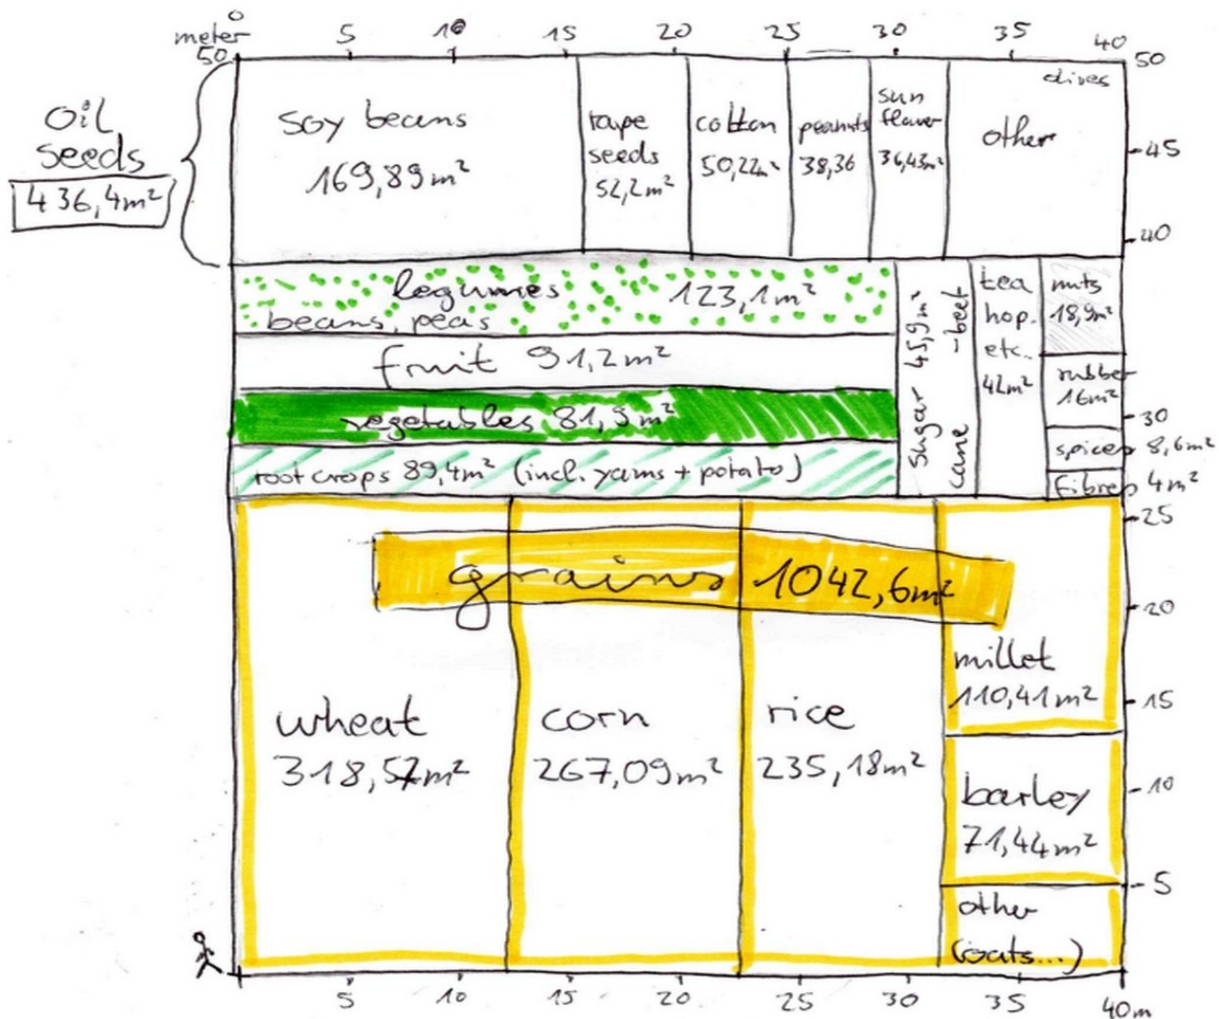 0 5 10 15 20 25 30 35 40
meter
50
50
olives
oil
seeds
436,4m²
soy beans
169,89m²
rape
seeds
52,2m²
cotton
50,22m²
peanuts
38,36
sun
flower
36,43m²
other
45
40
legumes 123,1m²
beans, peas
fruit 91,2m²
vegetables 81,9m²
root crops 89,4m² (incl. yams + potato)
sugar 45,9m²
cane -beet
tea
hop.
etc..
42m²
nuts
18,9m²
rubber
16m²
30
spices 8,6m²
fibres 4m²
25
grains 1042,6m²
20
wheat
318,57m²
corn
267,09m²
rice
235,18m²
millet
110,41m²
15
barley
71,44m²
10
5
other
(oats...)
5 10 15 20 25 30 35 40m